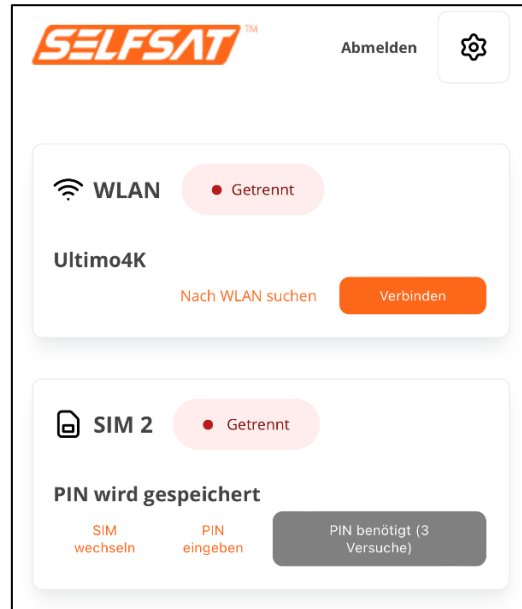 SELFSAT™
Abmelden
WLAN
Getrennt
Ultimo4K
Nach WLAN suchen
Verbinden
SIM 2
Getrennt
PIN wird gespeichert
SIM
wechseln
PIN
eingeben
PIN benötigt (3
Versuche)